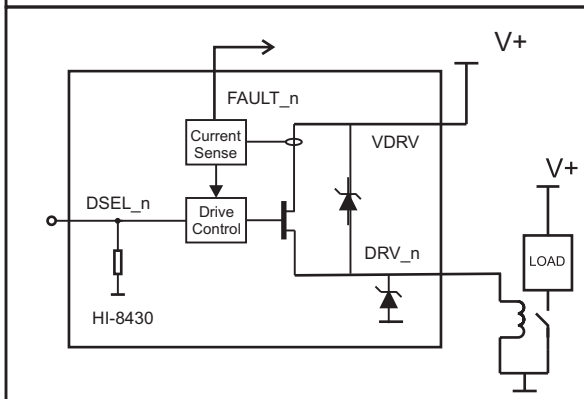 V+
FAULT_n
Current
Sense
VDRV
V+
DSEL_n
Drive
Control
DRV_n
LOAD
HI-8430